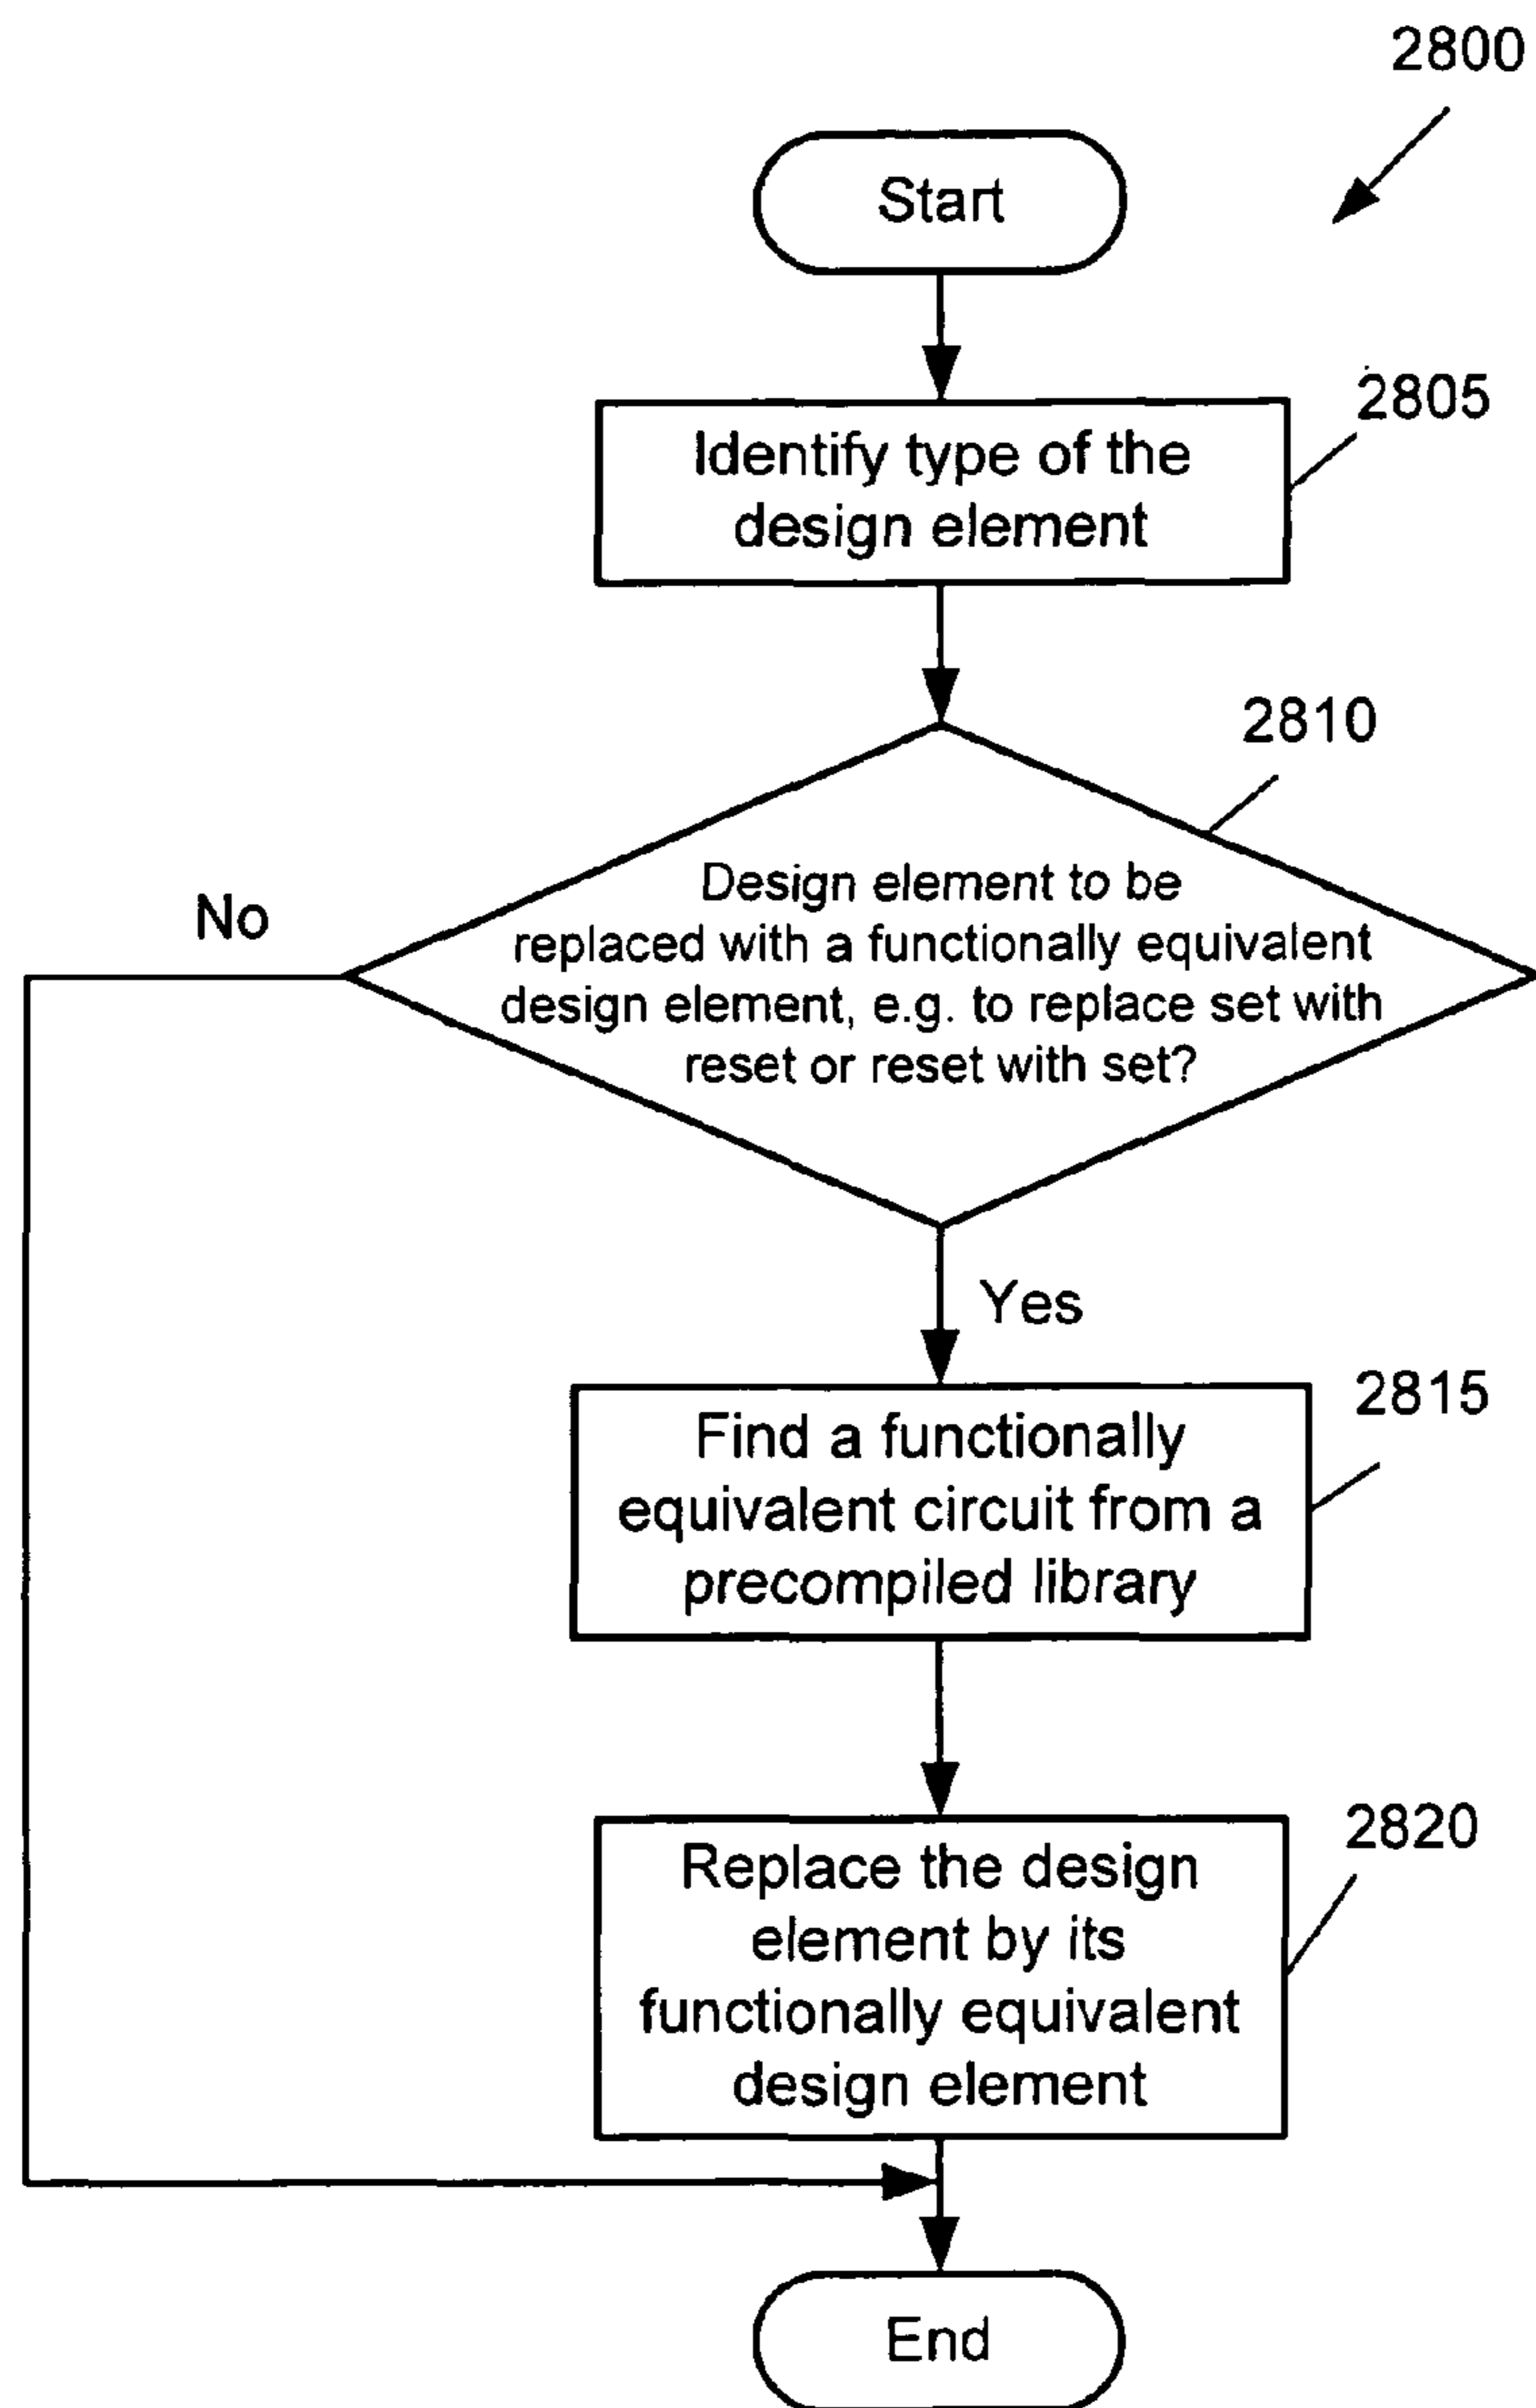 2800
Start
2805
Identify type of the
design element
2810
Design element to be
replaced with a functionally equivalent
design element, e.g. to replace set with
reset or reset with set?
No
Yes
2815
Find a functionally
equivalent circuit from a
precompiled library
2820
Replace the design
element by its
functionally equivalent
design element
End